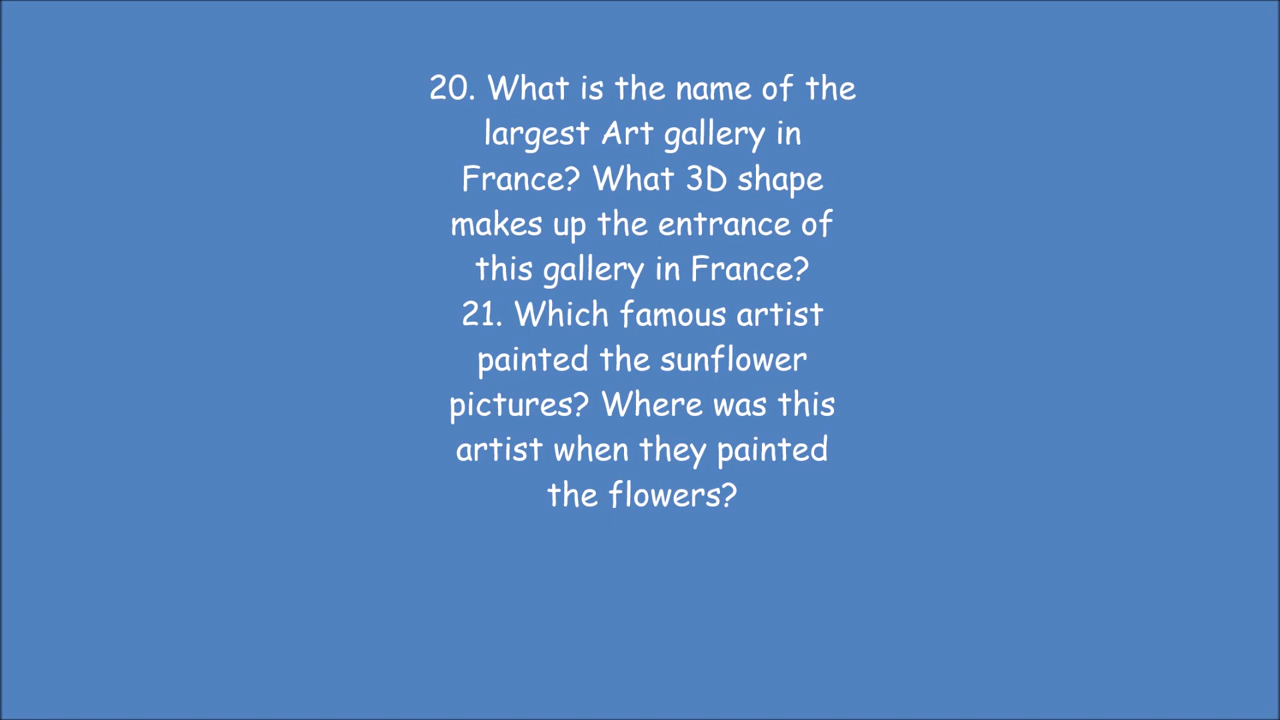 20. What is the name of the
largest Art gallery in
France? What 3D shape
makes up the entrance of
this gallery in France?
21. Which famous artist
painted the sunflower
pictures? Where was this
artist when they painted
the flowers?